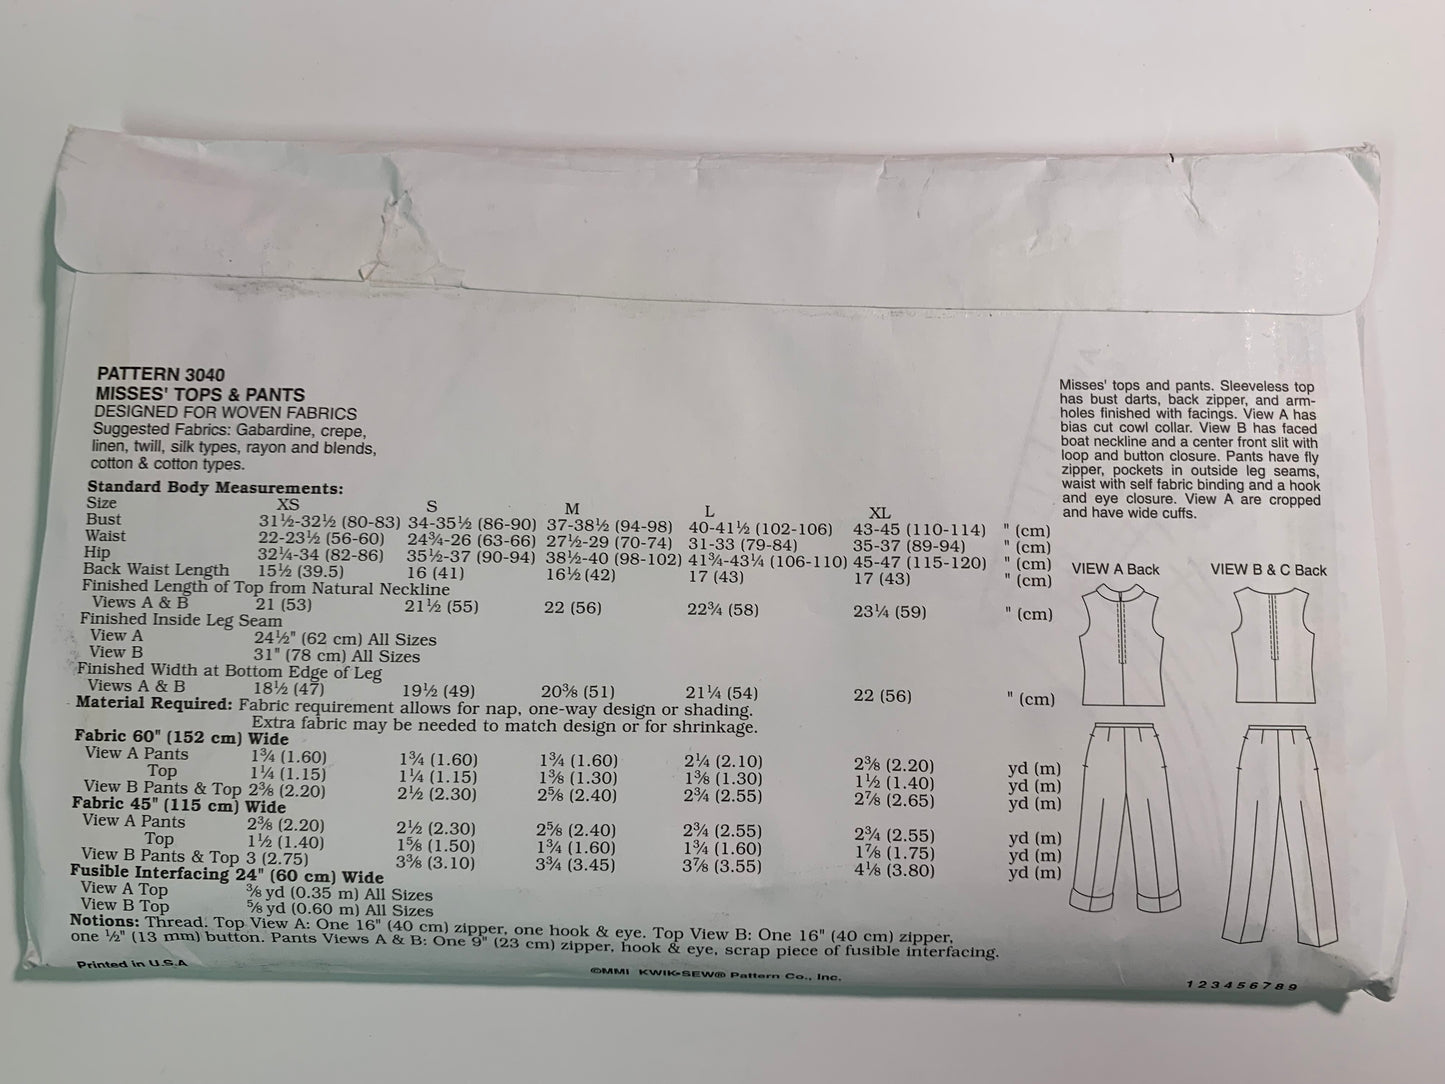 PATTERN 3040
MISSES' TOPS & PANTS
DESIGNED FOR WOVEN FABRICS
Suggested Fabrics: Gabardine, crepe,
linen, twill, silk types, rayon and blends,
cotton & cotton types.
Standard Body Measurements:
Size XS S M L XL
Bust 31½-32½ (80-83) 34-35½ (86-90) 37-38½ (94-98) 40-41½ (102-106) 43-45 (110-114) " (cm)
Waist 22-23½ (56-60) 24¾-26 (63-66) 27½-29 (70-74) 31-33 (79-84) 35-37 (89-94) " (cm)
Hip 32¼-34 (82-86) 35½-37 (90-94) 38½-40 (98-102) 41¾-43¼ (106-110) 45-47 (115-120) " (cm)
Back Waist Length 15½ (39.5) 16 (41) 16½ (42) 17 (43) 17 (43) " (cm)
Finished Length of Top from Natural Neckline
Views A & B 21 (53) 21½ (55) 22 (56) 22¾ (58) 23¼ (59) " (cm)
Finished Inside Leg Seam
View A 24½" (62 cm) All Sizes
View B 31" (78 cm) All Sizes
Finished Width at Bottom Edge of Leg
Views A & B 18½ (47) 19½ (49) 20⅜ (51) 21¼ (54) 22 (56) " (cm)
Material Required: Fabric requirement allows for nap, one-way design or shading.
Extra fabric may be needed to match design or for shrinkage.
Fabric 60" (152 cm) Wide
View A Pants 1¾ (1.60) 1¾ (1.60) 1¾ (1.60) 2¼ (2.10) 2⅜ (2.20) yd (m)
Top 1¼ (1.15) 1¼ (1.15) 1⅜ (1.30) 1⅜ (1.30) 1½ (1.40) yd (m)
View B Pants & Top 2⅜ (2.20) 2½ (2.30) 2⅝ (2.40) 2¾ (2.55) 2⅞ (2.65) yd (m)
Fabric 45" (115 cm) Wide
View A Pants 2⅜ (2.20) 2½ (2.30) 2⅝ (2.40) 2¾ (2.55) 2¾ (2.55) yd (m)
Top 1½ (1.40) 1⅝ (1.50) 1¾ (1.60) 1¾ (1.60) 1⅞ (1.75) yd (m)
View B Pants & Top 3 (2.75) 3⅜ (3.10) 3¾ (3.45) 3⅞ (3.55) 4⅛ (3.80) yd (m)
Fusible Interfacing 24" (60 cm) Wide
View A Top ⅜ yd (0.35 m) All Sizes
View B Top ⅝ yd (0.60 m) All Sizes
Notions: Thread. Top View A: One 16" (40 cm) zipper, one hook & eye. Top View B: One 16" (40 cm) zipper,
one ½" (13 mm) button. Pants Views A & B: One 9" (23 cm) zipper, hook & eye, scrap piece of fusible interfacing.
Printed in U.S.A
©MMI KWIK•SEW® Pattern Co., Inc.
Misses' tops and pants. Sleeveless top
has bust darts, back zipper, and arm-
holes finished with facings. View A has
bias cut cowl collar. View B has faced
boat neckline and a center front slit with
loop and button closure. Pants have fly
zipper, pockets in outside leg seams,
waist with self fabric binding and a hook
and eye closure. View A are cropped
and have wide cuffs.
VIEW A Back
VIEW B & C Back
1 2 3 4 5 6 7 8 9